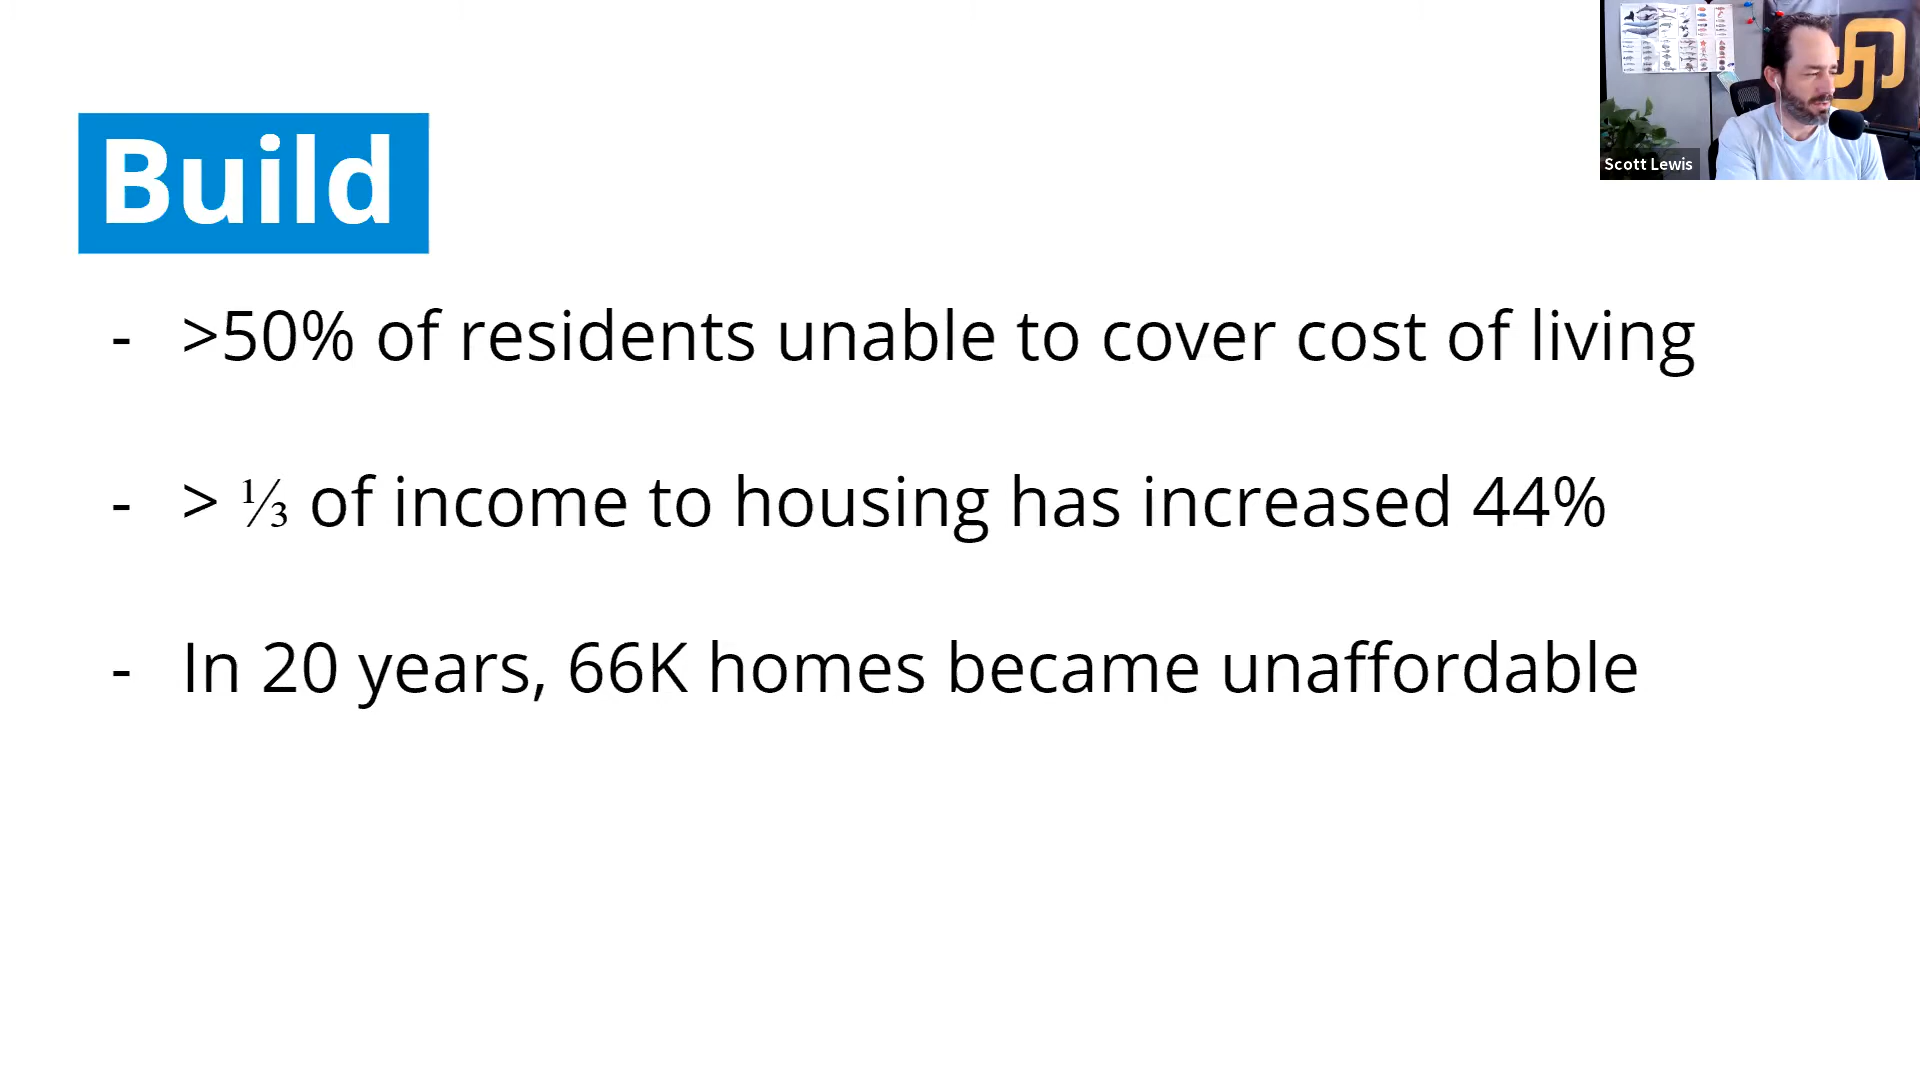 Build
Scott Lewis
- >50% of residents unable to cover cost of living
- > ⅓ of income to housing has increased 44%
- In 20 years, 66K homes became unaffordable